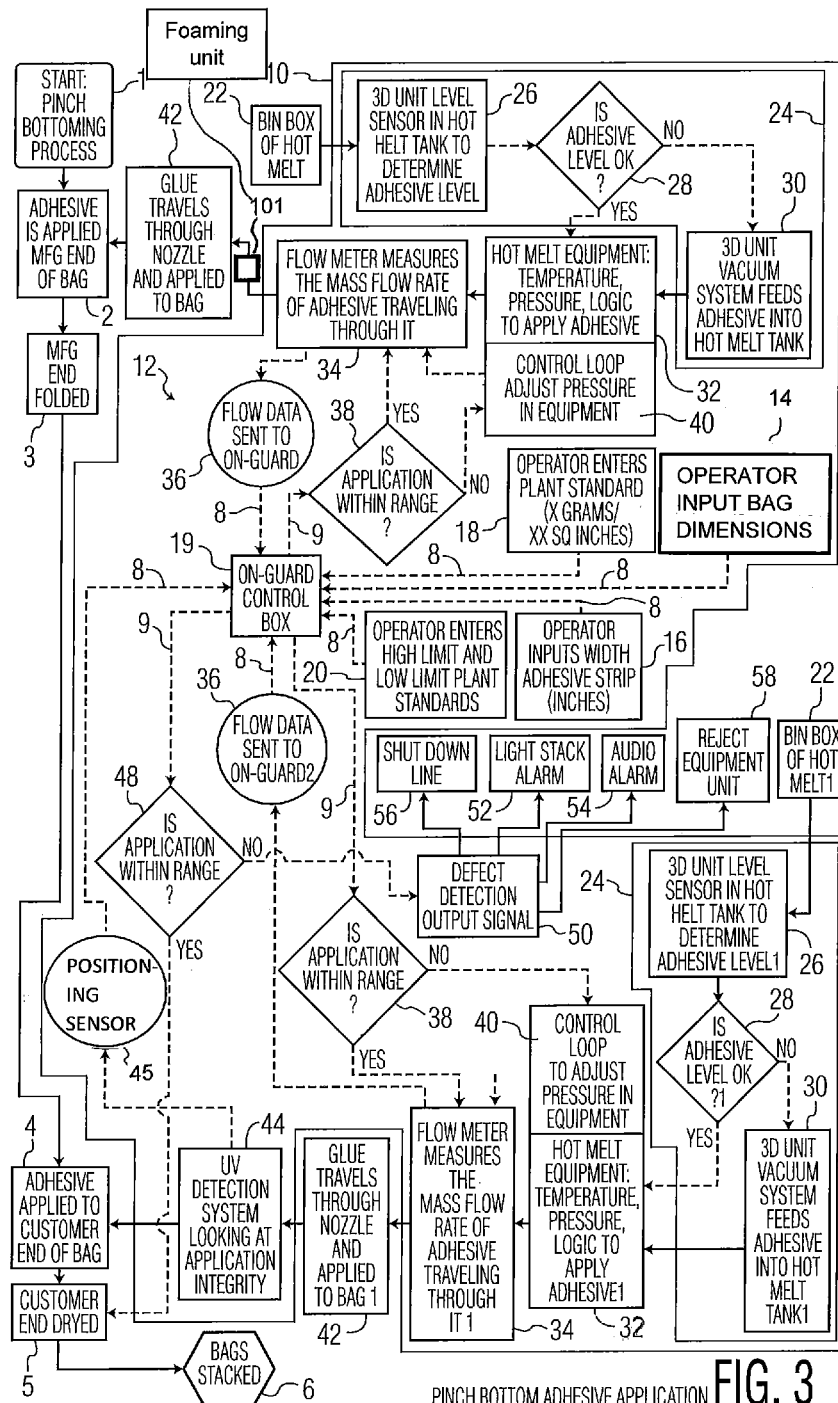 Foaming
unit
START:
PINCH
BOTTOMING
PROCESS
1
10
22
BIN BOX
OF HOT
MELT
3D UNIT LEVEL
SENSOR IN HOT
HELT TANK TO
DETERMINE
ADHESIVE LEVEL
26
IS
ADHESIVE
LEVEL OK
?
NO
YES
28
24
30
3D UNIT
VACUUM
SYSTEM FEEDS
ADHESIVE INTO
HOT MELT TANK
42
GLUE
TRAVELS
THROUGH
NOZZLE
AND APPLIED
TO BAG
101
ADHESIVE
IS APPLIED
MFG END
OF BAG
2
FLOW METER MEASURES
THE MASS FLOW RATE
OF ADHESIVE TRAVELING
THROUGH IT
34
HOT MELT EQUIPMENT:
TEMPERATURE,
PRESSURE, LOGIC
TO APPLY ADHESIVE
32
CONTROL LOOP
ADJUST PRESSURE
IN EQUIPMENT
40
MFG
END
FOLDED
3
12
FLOW DATA
SENT TO
ON-GUARD
36
38
YES
IS
APPLICATION
WITHIN RANGE
?
NO
8
9
18
OPERATOR ENTERS
PLANT STANDARD
(X GRAMS/
XX SQ INCHES)
14
OPERATOR
INPUT BAG
DIMENSIONS
19
ON-GUARD
CONTROL
BOX
8
8
8
8
8
9
8
20
OPERATOR ENTERS
HIGH LIMIT AND
LOW LIMIT PLANT
STANDARDS
OPERATOR
INPUTS WIDTH
ADHESIVE STRIP
(INCHES)
16
36
FLOW DATA
SENT TO
ON-GUARD2
9
SHUT DOWN
LINE
56
LIGHT STACK
ALARM
52
AUDIO
ALARM
54
58
REJECT
EQUIPMENT
UNIT
22
BIN BOX
OF HOT
MELT1
48
IS
APPLICATION
WITHIN RANGE
?
NO
YES
DEFECT
DETECTION
OUTPUT SIGNAL
50
24
3D UNIT LEVEL
SENSOR IN HOT
HELT TANK TO
DETERMINE
ADHESIVE LEVEL1
26
POSITION-
ING
SENSOR
45
IS
APPLICATION
WITHIN RANGE
?
NO
YES
38
28
IS
ADHESIVE
LEVEL OK
?1
NO
YES
40
CONTROL
LOOP
TO ADJUST
PRESSURE IN
EQUIPMENT
HOT MELT
EQUIPMENT:
TEMPERATURE,
PRESSURE,
LOGIC TO
APPLY
ADHESIVE1
32
30
3D UNIT
VACUUM
SYSTEM
FEEDS
ADHESIVE
INTO HOT
MELT
TANK1
4
ADHESIVE
APPLIED TO
CUSTOMER
END OF BAG
44
UV
DETECTION
SYSTEM
LOOKING AT
APPLICATION
INTEGRITY
GLUE
TRAVELS
THROUGH
NOZZLE
AND
APPLIED
TO BAG 1
42
FLOW METER
MEASURES
THE
MASS FLOW
RATE OF
ADHESIVE
TRAVELING
THROUGH
IT 1
34
CUSTOMER
END DRYED
5
BAGS
STACKED
6
PINCH BOTTOM ADHESIVE APPLICATION
FIG. 3